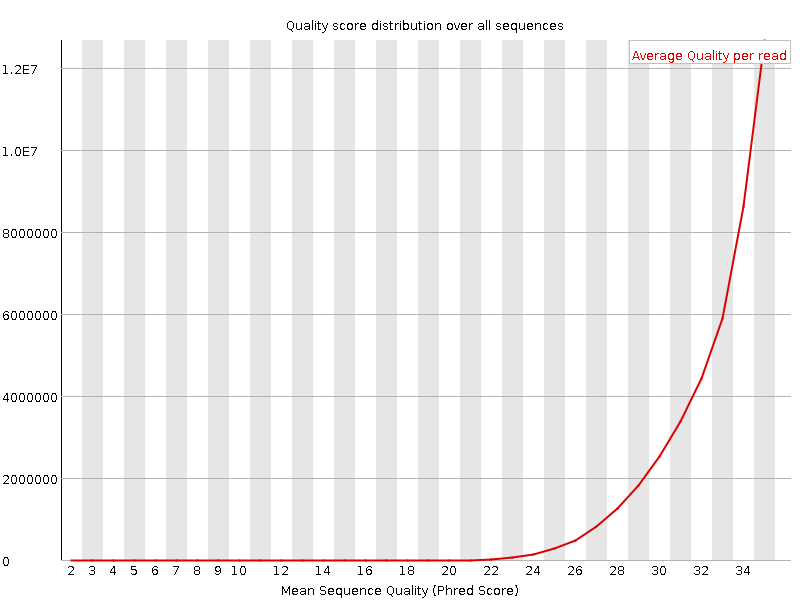 Quality score distribution over all sequences
Average Quality per read
1.2E7
1.0E7
8000000
6000000
4000000
2000000
0
2 3 4 5 6 7 8 9 10 12 14 16 18 20 22 24 26 28 30 32 34
Mean Sequence Quality (Phred Score)